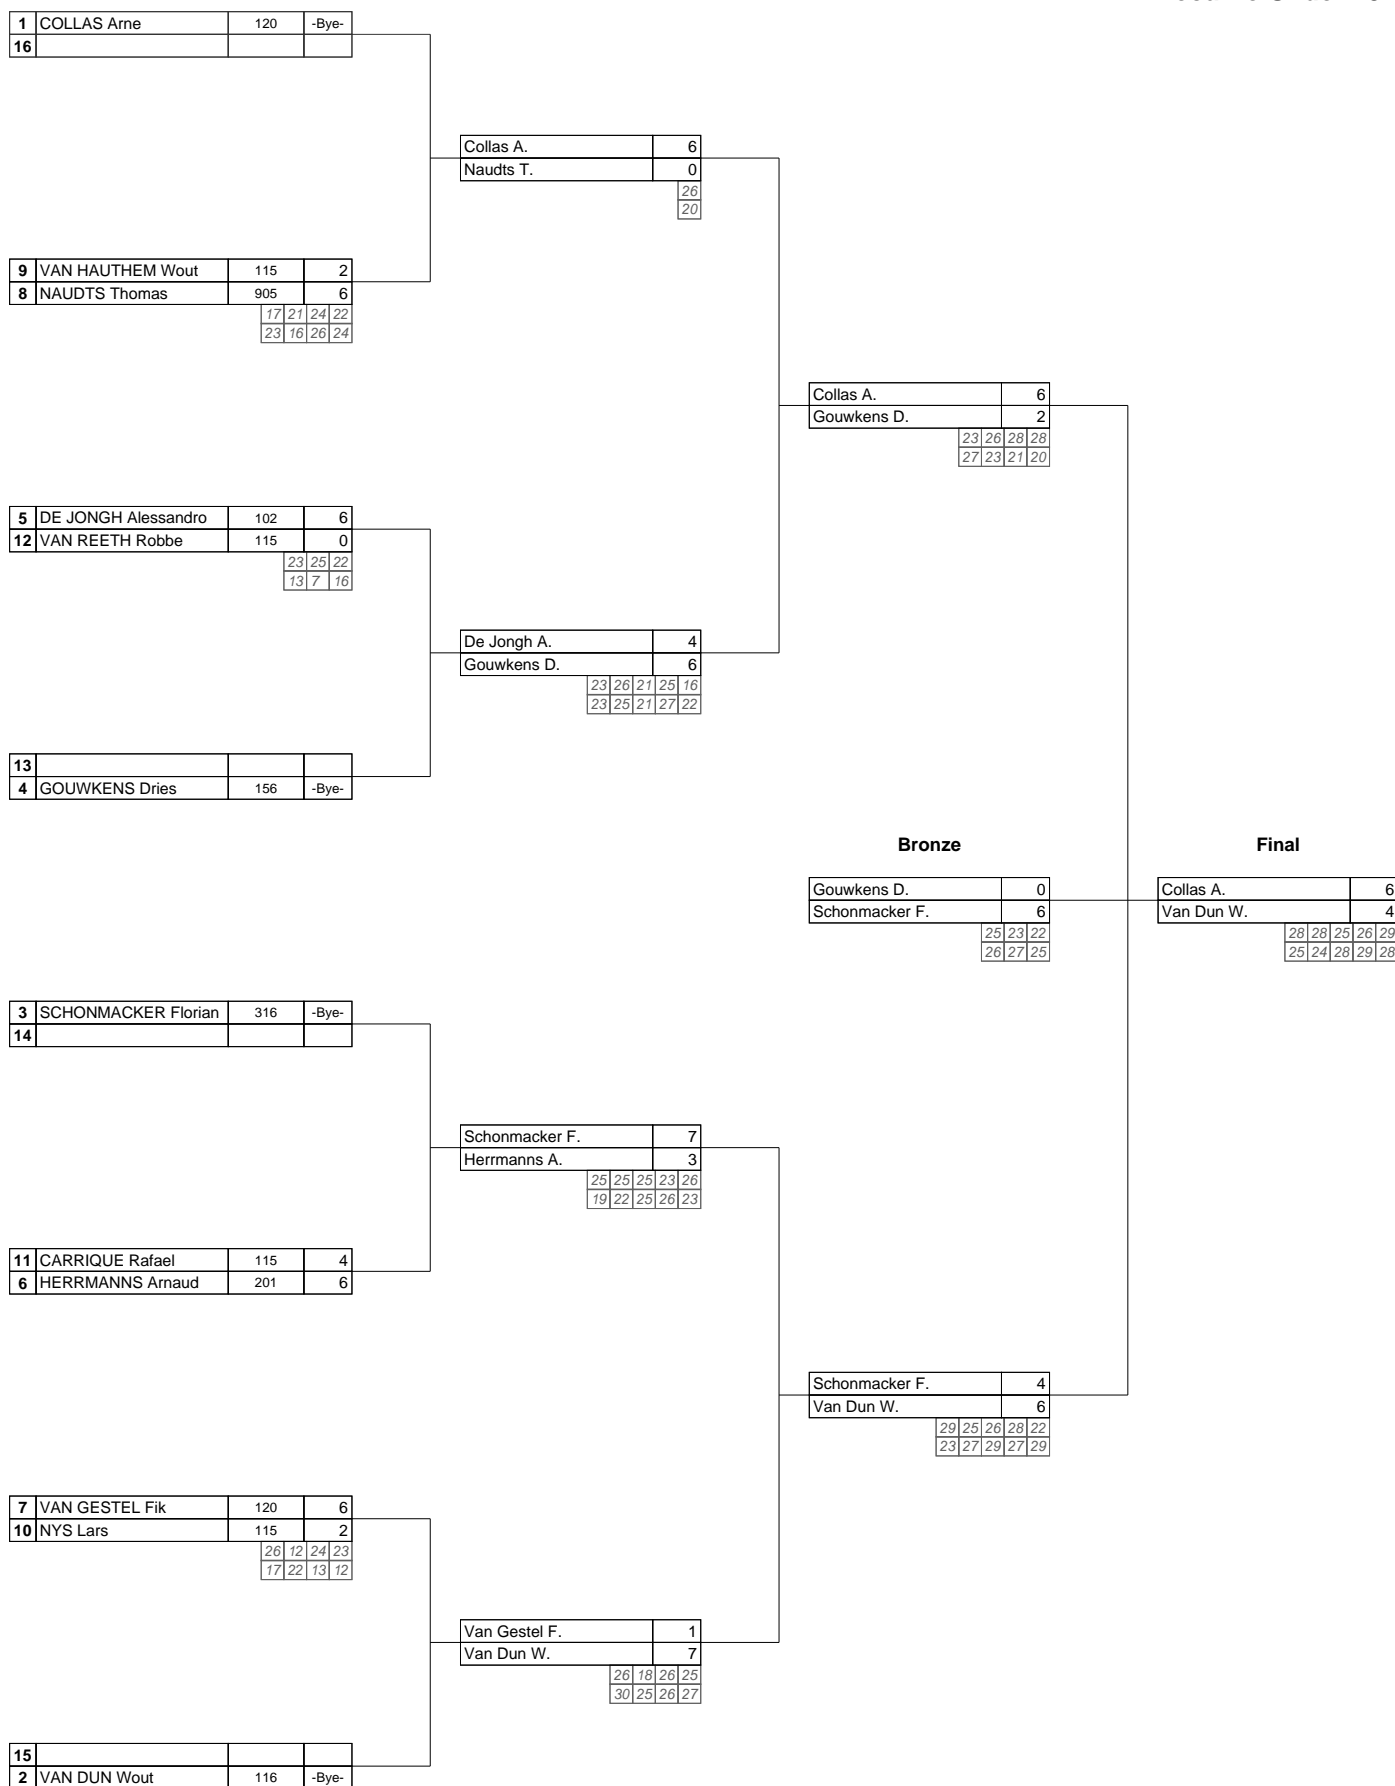 1 COLLAS Arne 120 -Bye-
16
Collas A. 6
Naudts T. 0
26
20
9 VAN HAUTHEM Wout 115 2
8 NAUDTS Thomas 905 6
17 21 24 22
23 16 26 24
Collas A. 6
Gouwkens D. 2
23 26 28 28
27 23 21 20
5 DE JONGH Alessandro 102 6
12 VAN REETH Robbe 115 0
23 25 22
13 7 16
De Jongh A. 4
Gouwkens D. 6
23 26 21 25 16
23 25 21 27 22
13
4 GOUWKENS Dries 156 -Bye-
Bronze Final
Gouwkens D. 0 Collas A. 6
Schonmacker F. 6 Van Dun W. 4
25 23 22 28 28 25 26 29
26 27 25 25 24 28 29 28
3 SCHONMACKER Florian 316 -Bye-
14
Schonmacker F. 7
Herrmanns A. 3
25 25 25 23 26
19 22 25 26 23
11 CARRIQUE Rafael 115 4
6 HERRMANNS Arnaud 201 6
Schonmacker F. 4
Van Dun W. 6
29 25 26 28 22
23 27 29 27 29
7 VAN GESTEL Fik 120 6
10 NYS Lars 115 2
26 12 24 23
17 22 13 12
Van Gestel F. 1
Van Dun W. 7
26 18 26 25
30 25 26 27
15
2 VAN DUN Wout 116 -Bye-